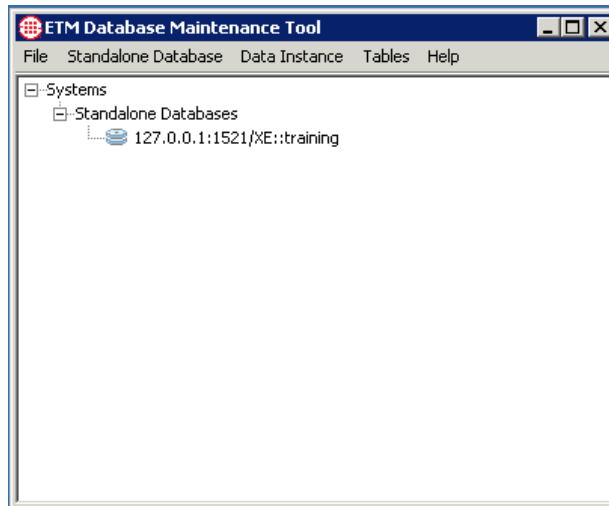 ETM Database Maintenance Tool
File Standalone Database Data Instance Tables Help
Systems
Standalone Databases
127.0.0.1:1521/XE::training